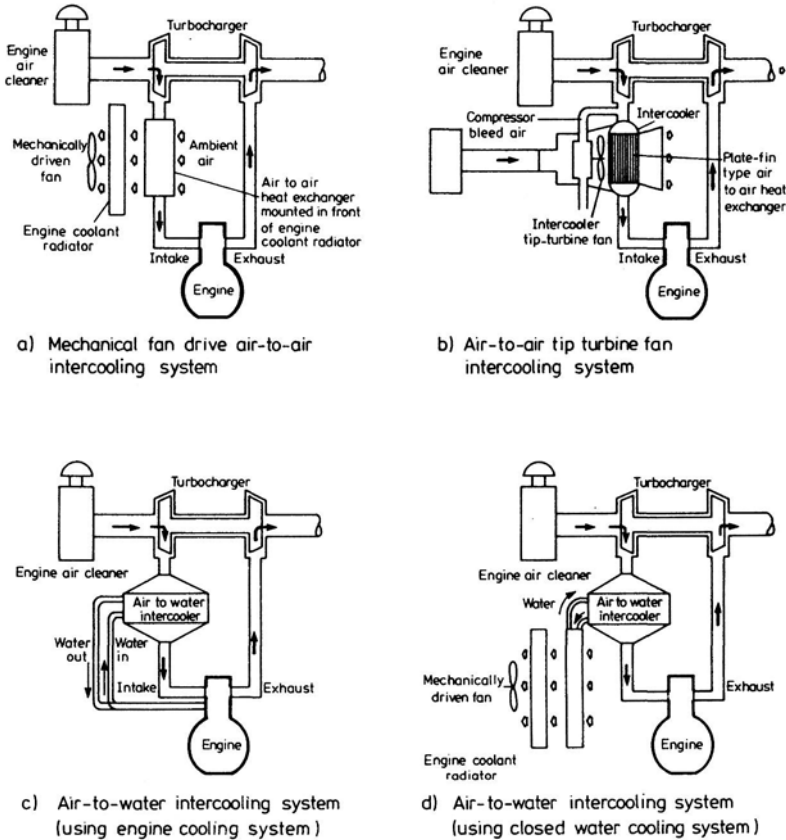 Turbocharger
Engine
air
cleaner
Mechanically
driven
fan
Ambient
air
Engine coolant
radiator
Air to air
heat exchanger
mounted in front
of engine
coolant radiator
Intake
Exhaust
Engine
a) Mechanical fan drive air-to-air
intercooling system
Turbocharger
Engine
air cleaner
Compressor
bleed air
Intercooler
Plate-fin
type air
to air heat
exchanger
Intercooler
tip-turbine fan
Intake
Exhaust
Engine
b) Air-to-air tip turbine fan
intercooling system
Turbocharger
Engine air cleaner
Air to water
intercooler
Water
out
Water
in
Intake
Exhaust
Engine
c) Air-to-water intercooling system
(using engine cooling system)
Turbocharger
Engine air cleaner
Water
Air to water
intercooler
Mechanically
driven fan
Exhaust
Engine
Engine coolant
radiator
d) Air-to-water intercooling system
(using closed water cooling system)